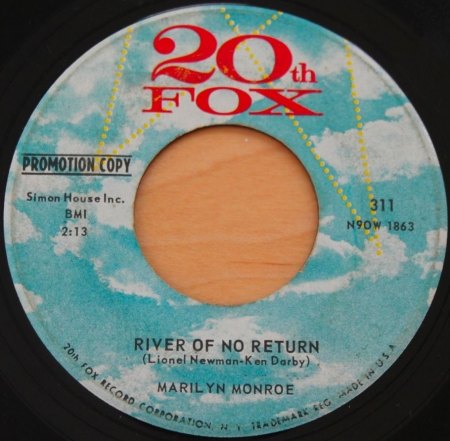 20th
FOX
PROMOTION COPY
Simon House Inc.
BMI
2:13
311
N9OW 1863
RIVER OF NO RETURN
(Lionel Newman-Ken Darby)
MARILYN MONROE
20th FOX RECORD CORPORATION, N. Y. TRADEMARK REG. MADE IN U.S.A.